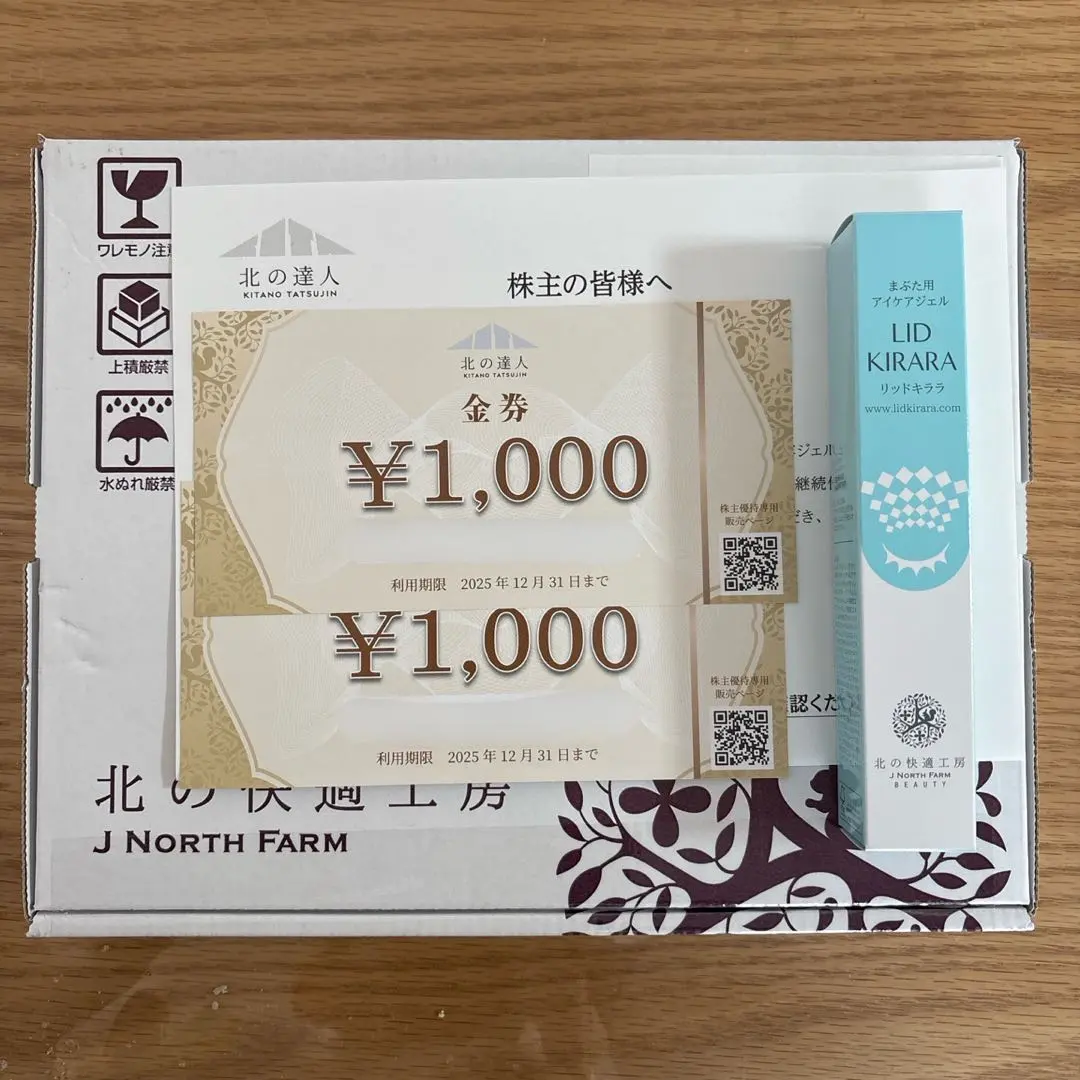 ワレモノ注意
上積厳禁
水ぬれ厳禁
北の達人
KITANO TATSUJIN
株主の皆様へ
北の達人
KITANO TATSUJIN
金券
¥1,000
株主優待専用
販売ページ
利用期限 2025年12月31日まで
¥1,000
株主優待専用
販売ページ
利用期限 2025年12月31日まで
ジェル
継続
だき、
認くだ
まぶた用
アイケアジェル
LID
KIRARA
リッドキララ
www.lidkirara.com
北の快適工房
J NORTH FARM
BEAUTY
北の快適工房
J NORTH FARM